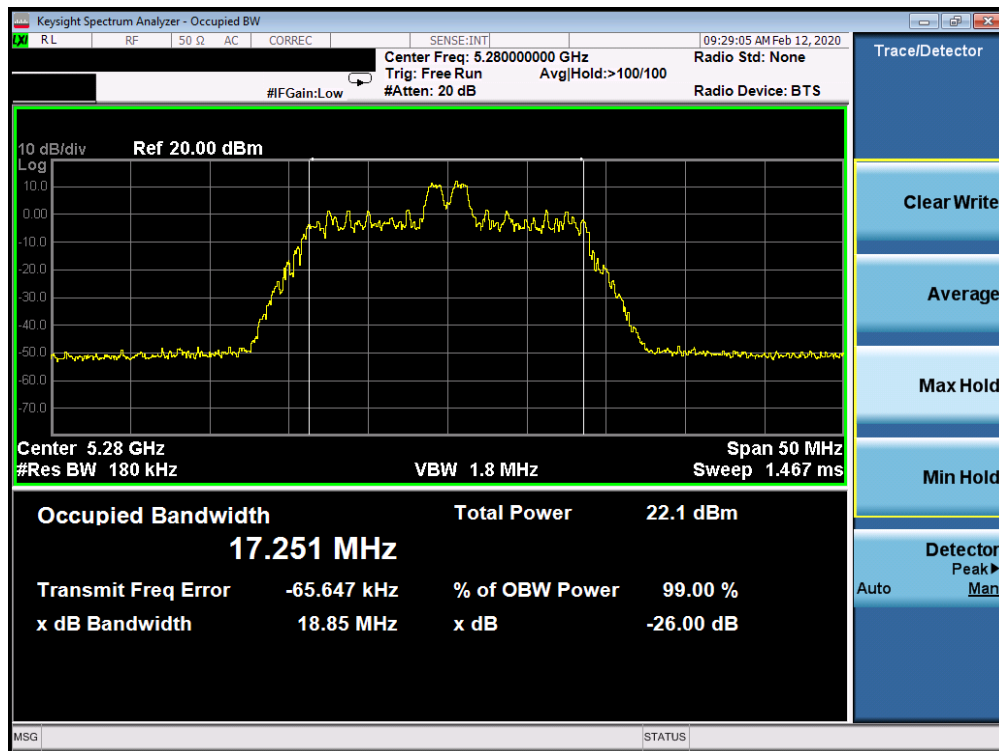 Keysight Spectrum Analyzer - Occupied BW
LXI RL RF 50 Ω AC CORREC SENSE:INT 09:29:05 AM Feb 12, 2020
Center Freq: 5.280000000 GHz Radio Std: None
Trig: Free Run Avg|Hold:>100/100
#IFGain:Low #Atten: 20 dB Radio Device: BTS
10 dB/div Ref 20.00 dBm
Log
10.0
0.00
-10.0
-20.0
-30.0
-40.0
-50.0
-60.0
-70.0
Center 5.28 GHz Span 50 MHz
#Res BW 180 kHz VBW 1.8 MHz Sweep 1.467 ms
Occupied Bandwidth Total Power 22.1 dBm
17.251 MHz
Transmit Freq Error -65.647 kHz % of OBW Power 99.00 %
x dB Bandwidth 18.85 MHz x dB -26.00 dB
MSG STATUS
Trace/Detector
Clear Write
Average
Max Hold
Min Hold
Detector
Peak▶
Auto Man